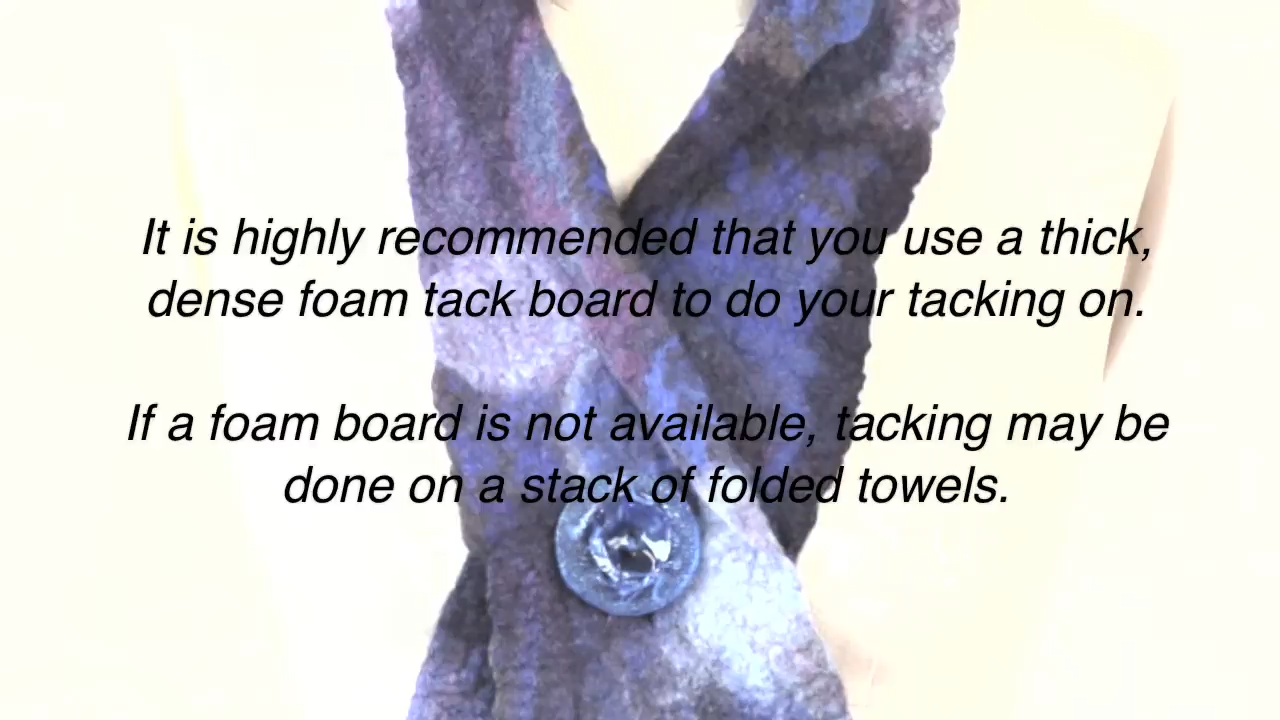 It is highly recommended that you use a thick,
dense foam tack board to do your tacking on.
If a foam board is not available, tacking may be
done on a stack of folded towels.